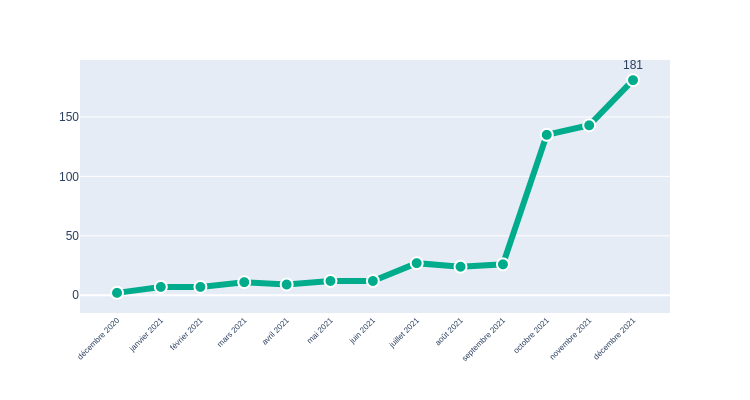 181
150
100
50
0
décembre 2020
janvier 2021
février 2021
mars 2021
avril 2021
mai 2021
juin 2021
juillet 2021
août 2021
septembre 2021
octobre 2021
novembre 2021
décembre 2021